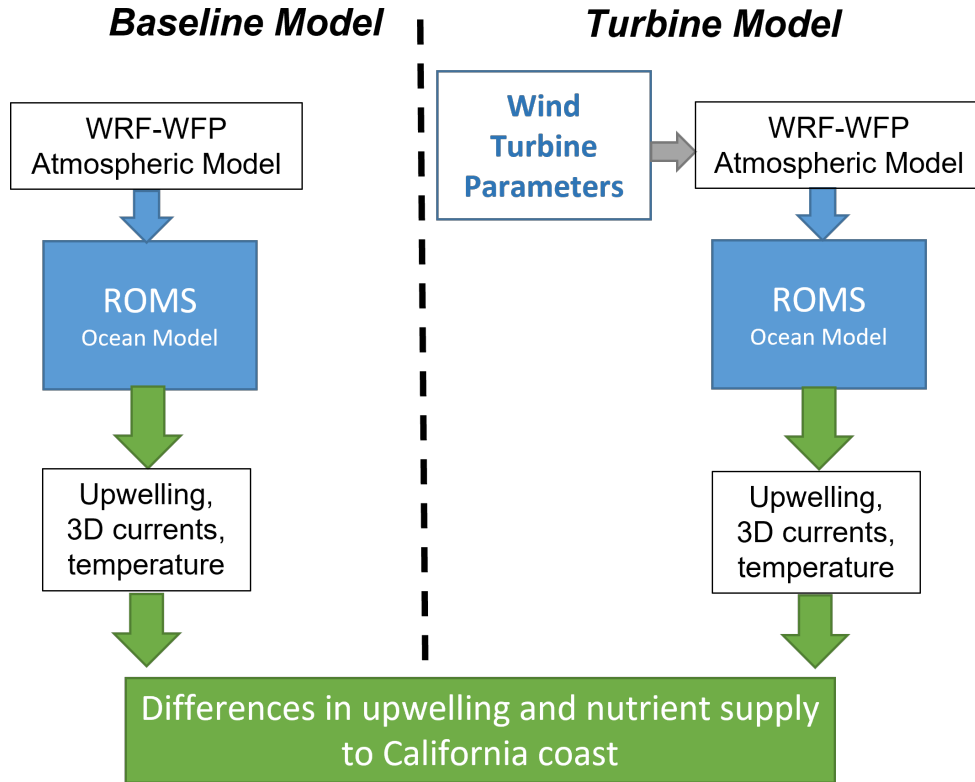 Baseline Model
WRF-WFP
Atmospheric Model
ROMS
Ocean Model
Upwelling,
3D currents,
temperature
Turbine Model
Wind
Turbine
Parameters
WRF-WFP
Atmospheric Model
ROMS
Ocean Model
Upwelling,
3D currents,
temperature
Differences in upwelling and nutrient supply
to California coast